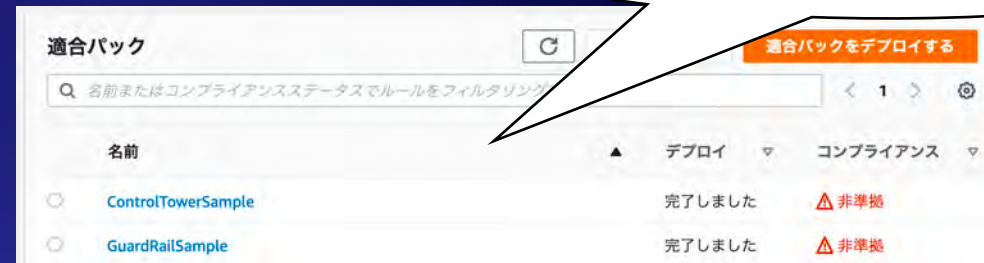 適合パック
適合パックをデプロイする
名前またはコンプライアンスステータスでルールをフィルタリング
1
名前 デプロイ コンプライアンス
ControlTowerSample 完了しました 非準拠
GuardRailSample 完了しました 非準拠